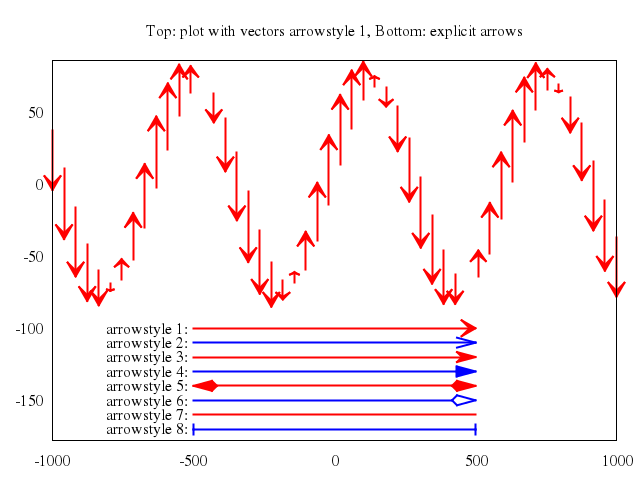 Top: plot with vectors arrowstyle 1, Bottom: explicit arrows
50
0
-50
-100
-150
arrowstyle 1:
arrowstyle 2:
arrowstyle 3:
arrowstyle 4:
arrowstyle 5:
arrowstyle 6:
arrowstyle 7:
arrowstyle 8:
-1000 -500 0 500 1000